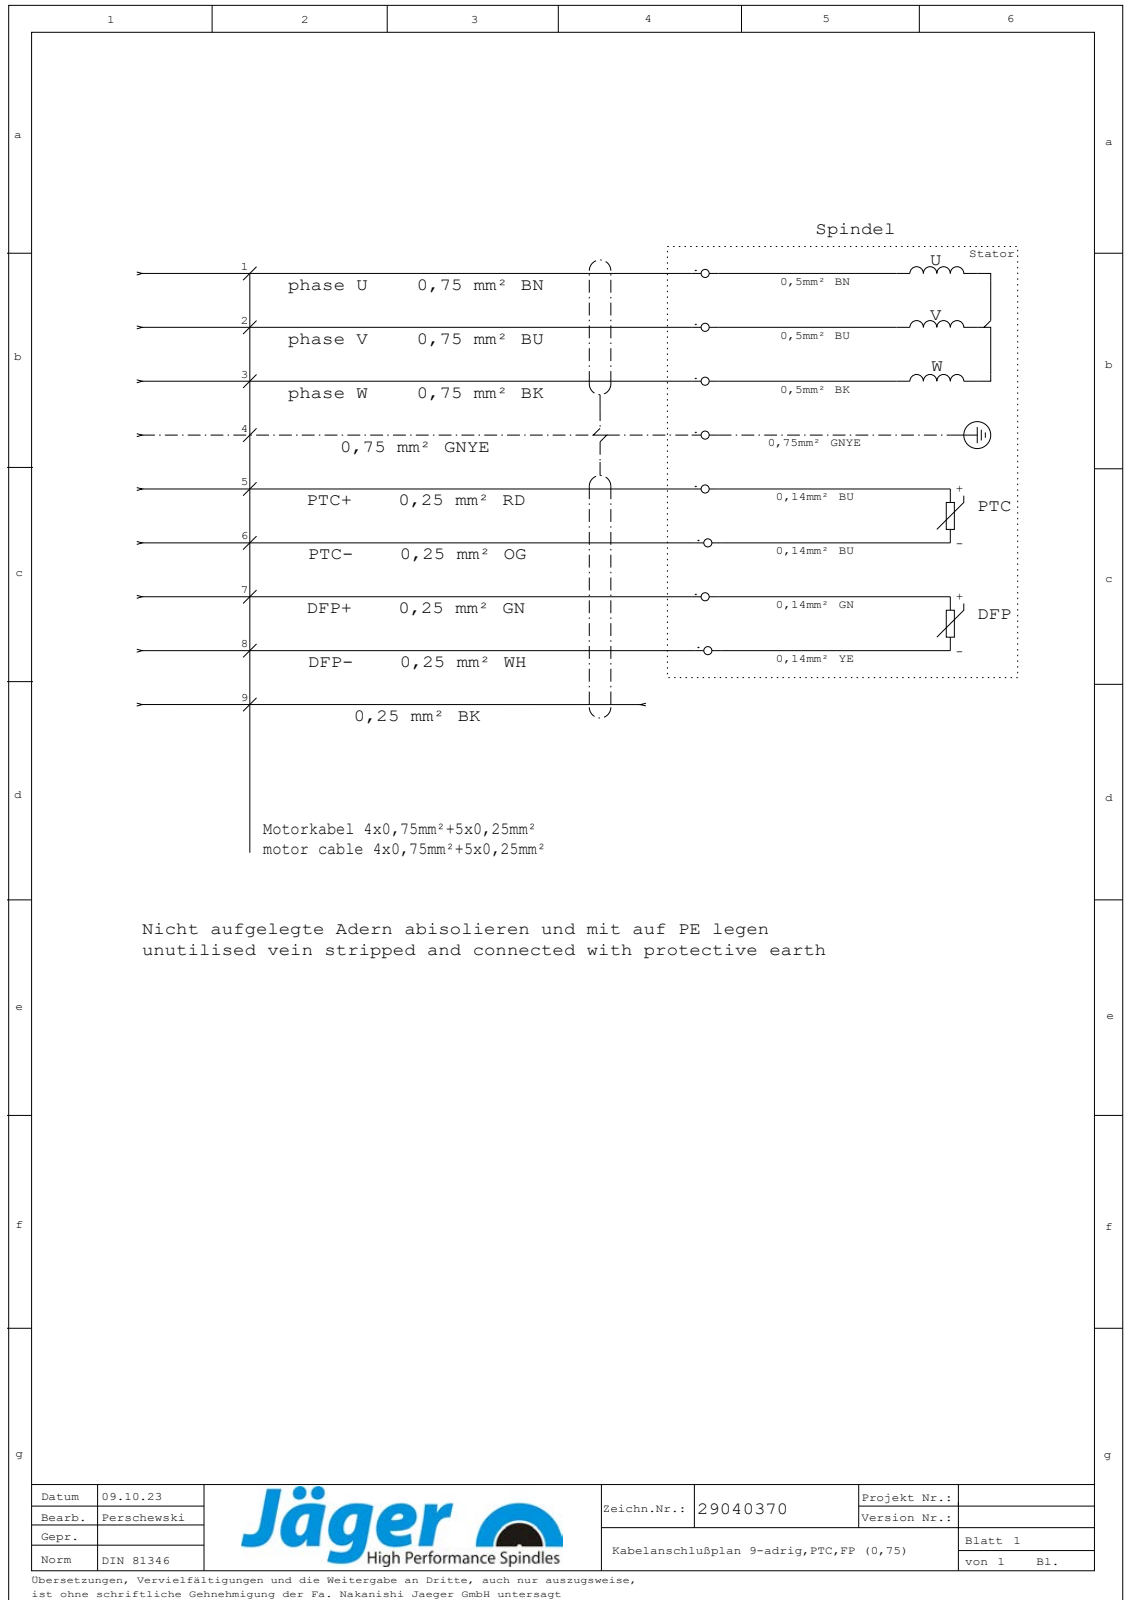 1 2 3 4 5 6
a a
Spindel
Stator
1 U
phase U 0,75 mm² BN 0,5mm² BN
2 V
phase V 0,75 mm² BU 0,5mm² BU
b b
3 W
phase W 0,75 mm² BK 0,5mm² BK
4
0,75 mm² GNYE 0,75mm² GNYE
5 +
PTC+ 0,25 mm² RD 0,14mm² BU PTC
6 -
PTC- 0,25 mm² OG 0,14mm² BU
c c
7 +
DFP+ 0,25 mm² GN 0,14mm² GN DFP
8 -
DFP- 0,25 mm² WH 0,14mm² YE
9
0,25 mm² BK
d d
Motorkabel 4x0,75mm²+5x0,25mm²
motor cable 4x0,75mm²+5x0,25mm²
Nicht aufgelegte Adern abisolieren und mit auf PE legen
unutilised vein stripped and connected with protective earth
e e
f f
g g
Datum 09.10.23
Bearb. Perschewski
Gepr.
Norm DIN 81346
Jäger
High Performance Spindles
Zeichn.Nr.: 29040370
Projekt Nr.:
Version Nr.:
Kabelanschlußplan 9-adrig,PTC,FP (0,75)
Blatt 1
von 1 Bl.
Übersetzungen, Vervielfältigungen und die Weitergabe an Dritte, auch nur auszugsweise,
ist ohne schriftliche Gehnehmigung der Fa. Nakanishi Jaeger GmbH untersagt